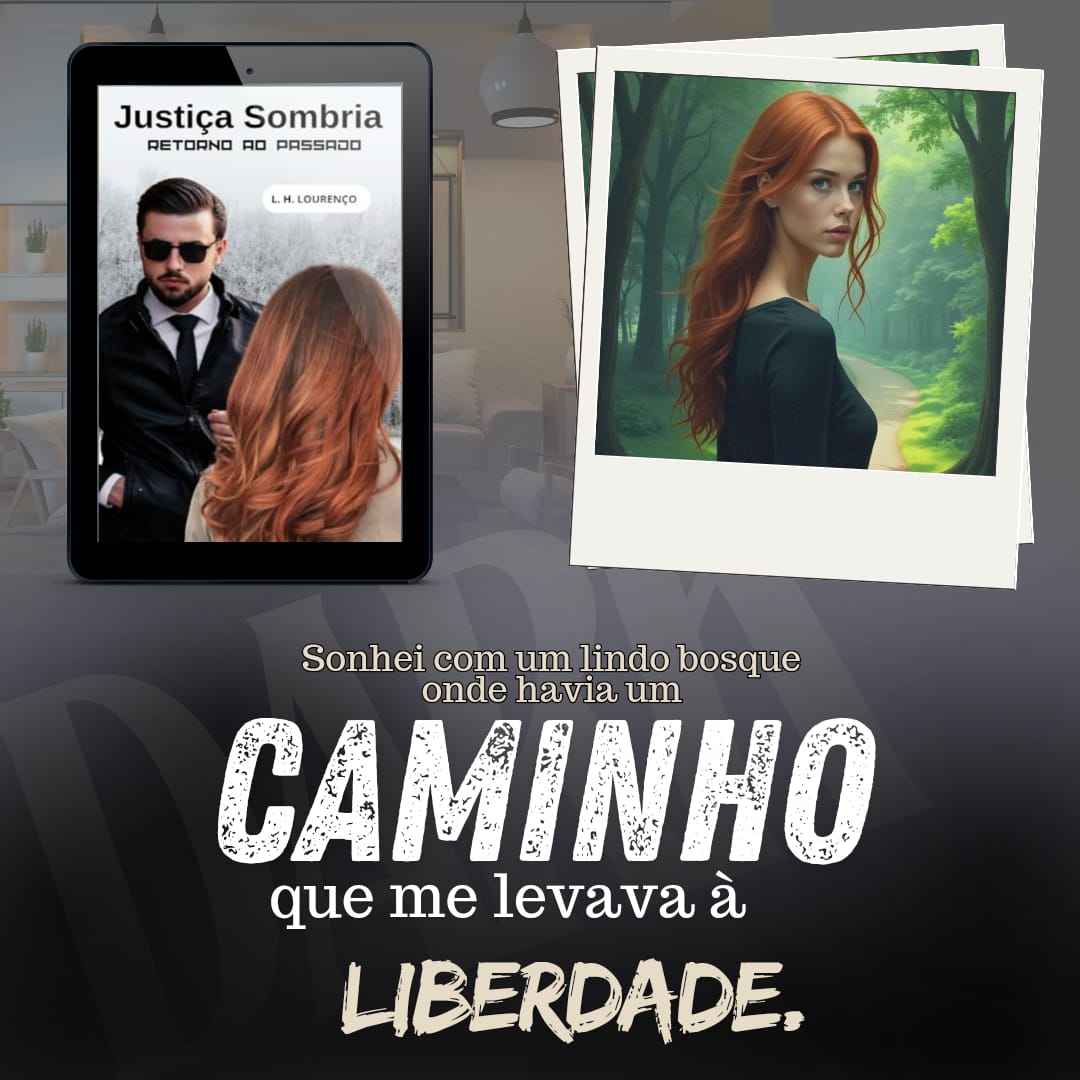 Justiça Sombria
RETORNO AO PASSADO
L. H. LOURENÇO
Sonhei com um lindo bosque
onde havia um
CAMINHO
que me levava à
LIBERDADE.
DARK